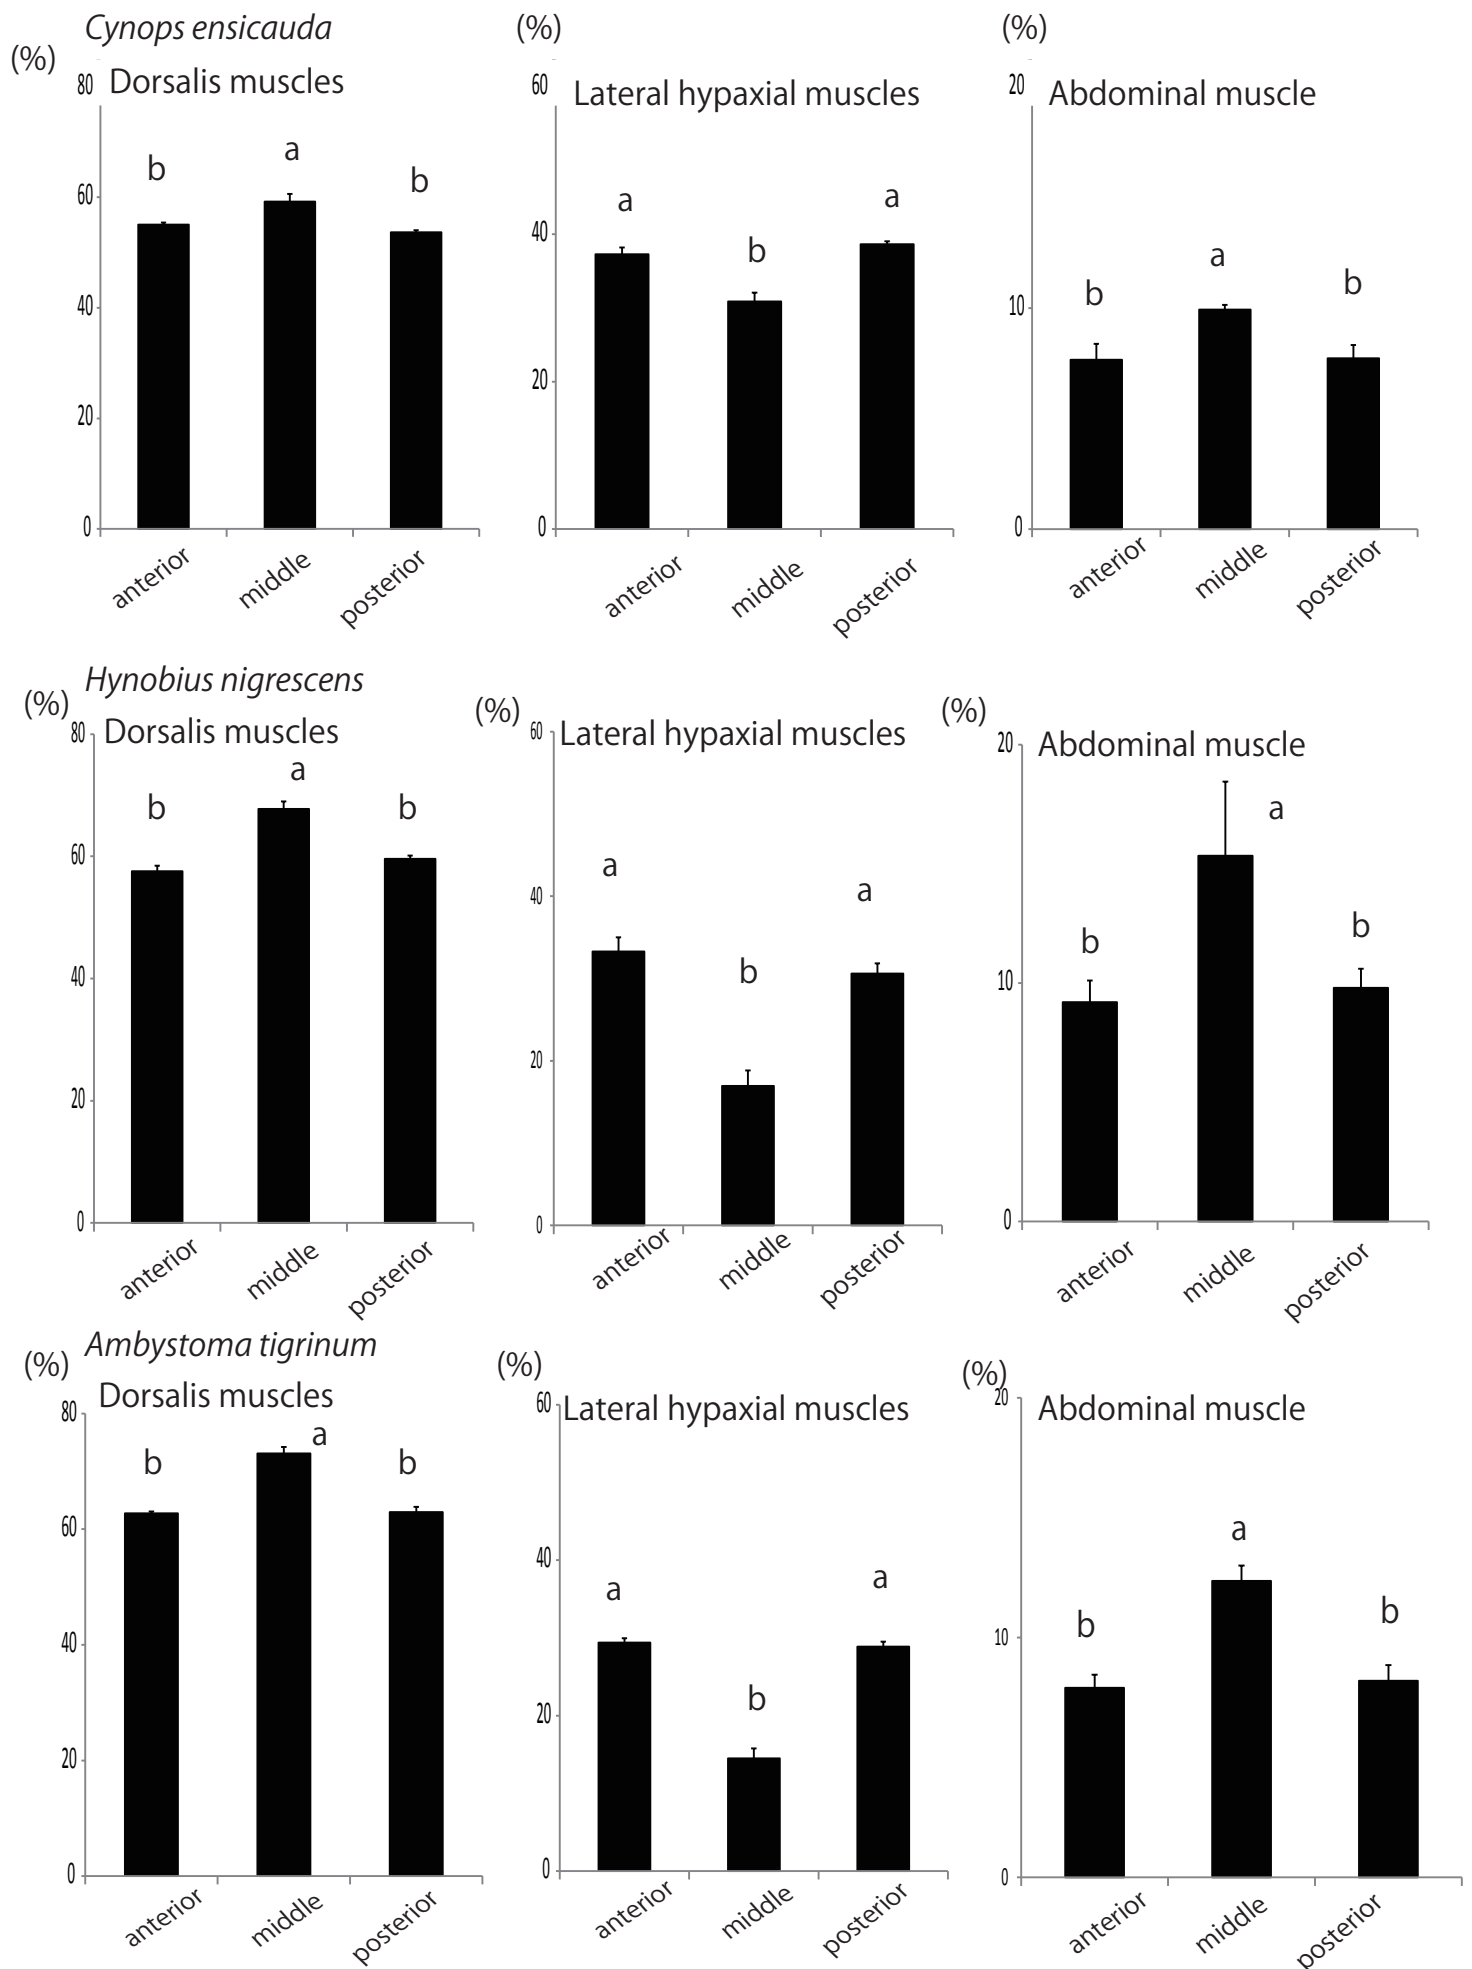 Cynops ensicauda
(%) (%) (%)
Dorsalis muscles
80
60
40
20
0
b a b
anterior middle posterior
Lateral hypaxial muscles
60
40
20
0
a b a
anterior middle posterior
Abdominal muscle
20
10
0
b a b
anterior middle posterior
Hynobius nigrescens
(%) (%) (%)
Dorsalis muscles
80
60
40
20
0
b a b
anterior middle posterior
Lateral hypaxial muscles
60
40
20
0
a b a
anterior middle posterior
Abdominal muscle
20
10
0
b a b
anterior middle posterior
Ambystoma tigrinum
(%) (%) (%)
Dorsalis muscles
80
60
40
20
0
b a b
anterior middle posterior
Lateral hypaxial muscles
60
40
20
0
a b a
anterior middle posterior
Abdominal muscle
20
10
0
b a b
anterior middle posterior